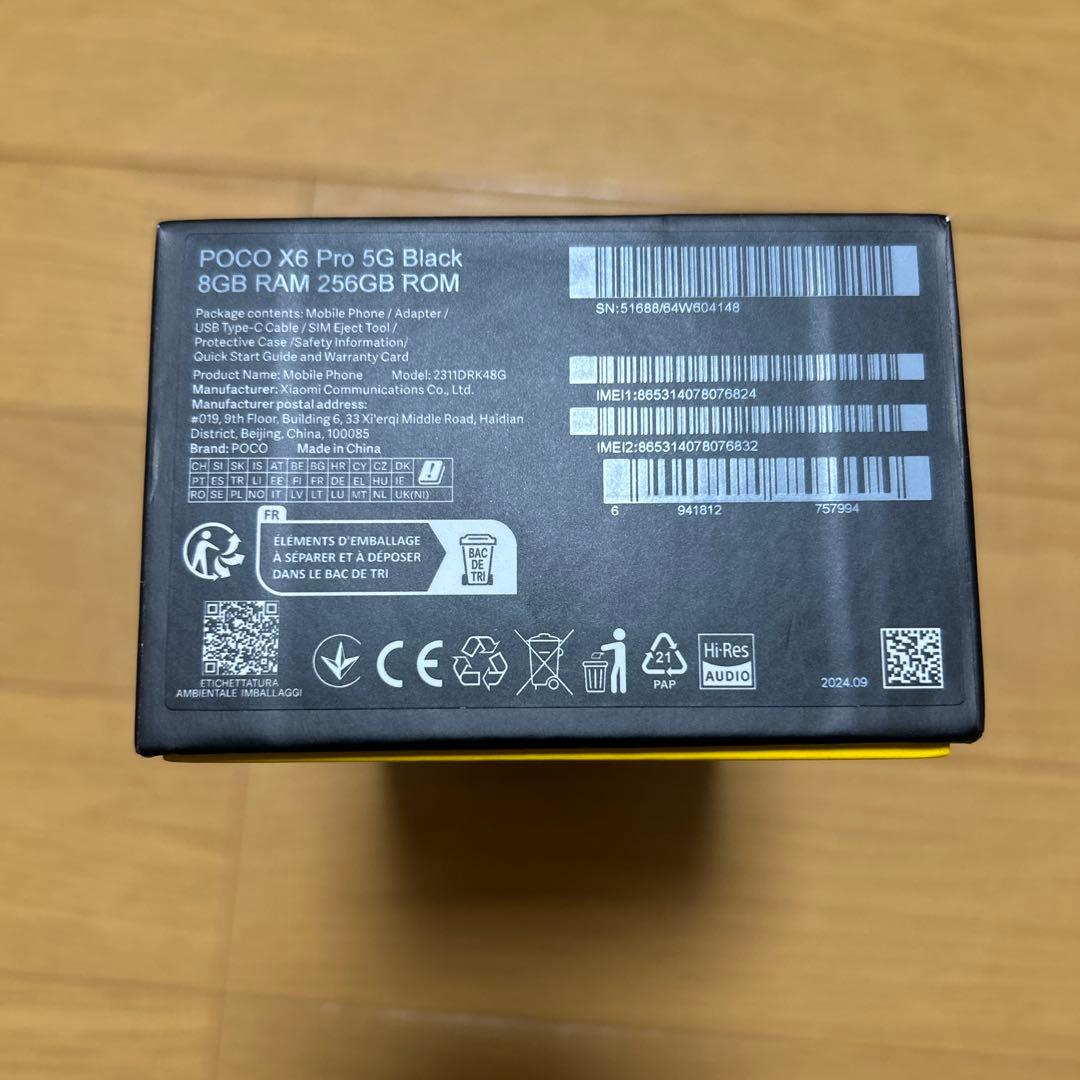 POCO X6 Pro 5G Black
8GB RAM 256GB ROM
Package contents: Mobile Phone / Adapter /
USB Type-C Cable / SIM Eject Tool /
Protective Case /Safety Information/
Quick Start Guide and Warranty Card
Product Name: Mobile Phone Model: 2311DRK48G
Manufacturer: Xiaomi Communications Co., Ltd.
Manufacturer postal address:
#019, 9th Floor, Building 6, 33 Xi'erqi Middle Road, Haidian
District, Beijing, China, 100085
Brand: POCO Made in China
CH SI SK IS AT BE BG HR CY CZ DK
PT ES TR LI EE FI FR DE EL HU IE
RO SE PL NO IT LV LT LU MT NL UK(NI)
SN:51688/64W604148
IMEI1:865314078076824
IMEI2:865314078076832
6 941812 757994
FR
ÉLÉMENTS D'EMBALLAGE
À SÉPARER ET À DÉPOSER
DANS LE BAC DE TRI
BAC
DE
TRI
ETICHETTATURA
AMBIENTALE IMBALLAGGI
CE
21
PAP
Hi-Res
AUDIO
2024.09